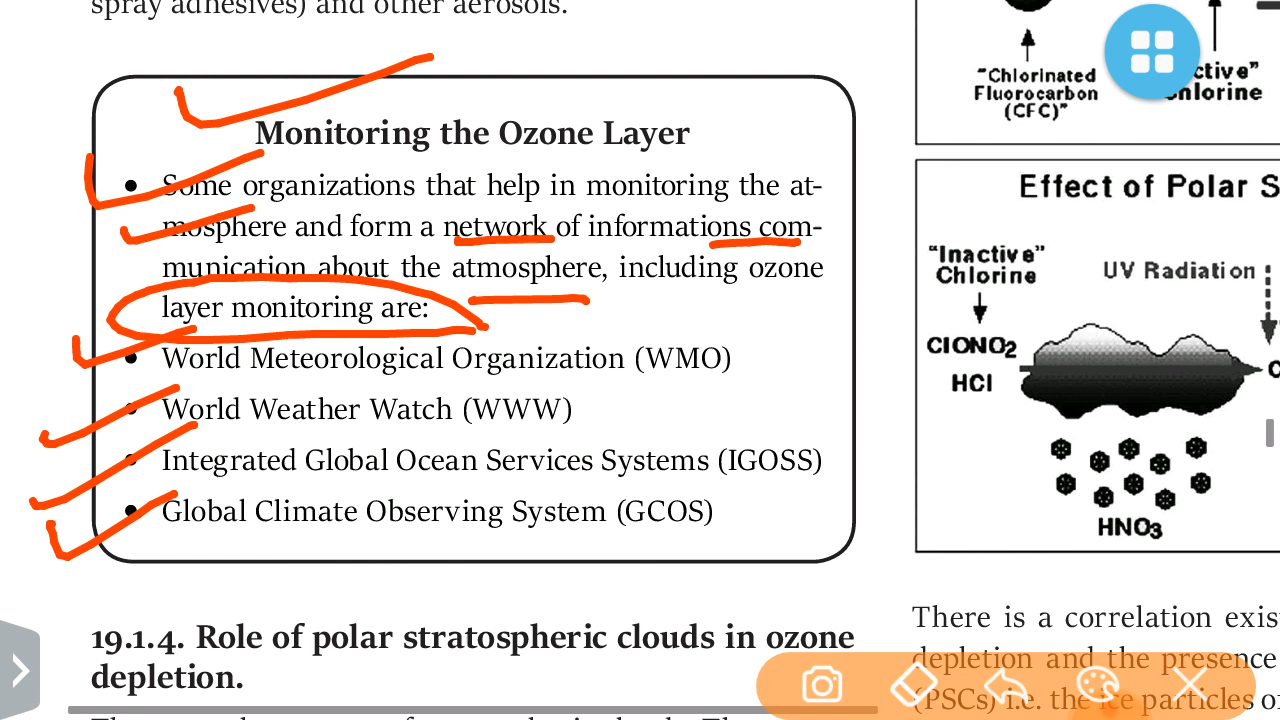 spray adhesives) and other aerosols.
Monitoring the Ozone Layer
• Some organizations that help in monitoring the at-
mosphere and form a network of informations com-
munication about the atmosphere, including ozone
layer monitoring are:
• World Meteorological Organization (WMO)
• World Weather Watch (WWW)
• Integrated Global Ocean Services Systems (IGOSS)
• Global Climate Observing System (GCOS)
19.1.4. Role of polar stratospheric clouds in ozone
depletion.
"Chlorinated
Fluorocarbon
(CFC)"
Effect of Polar S
"Inactive"
Chlorine
UV Radiation
ClONO2
HCl
HNO3
There is a correlation exis
depletion and the presence
(PSCs) i.e. the ice particles